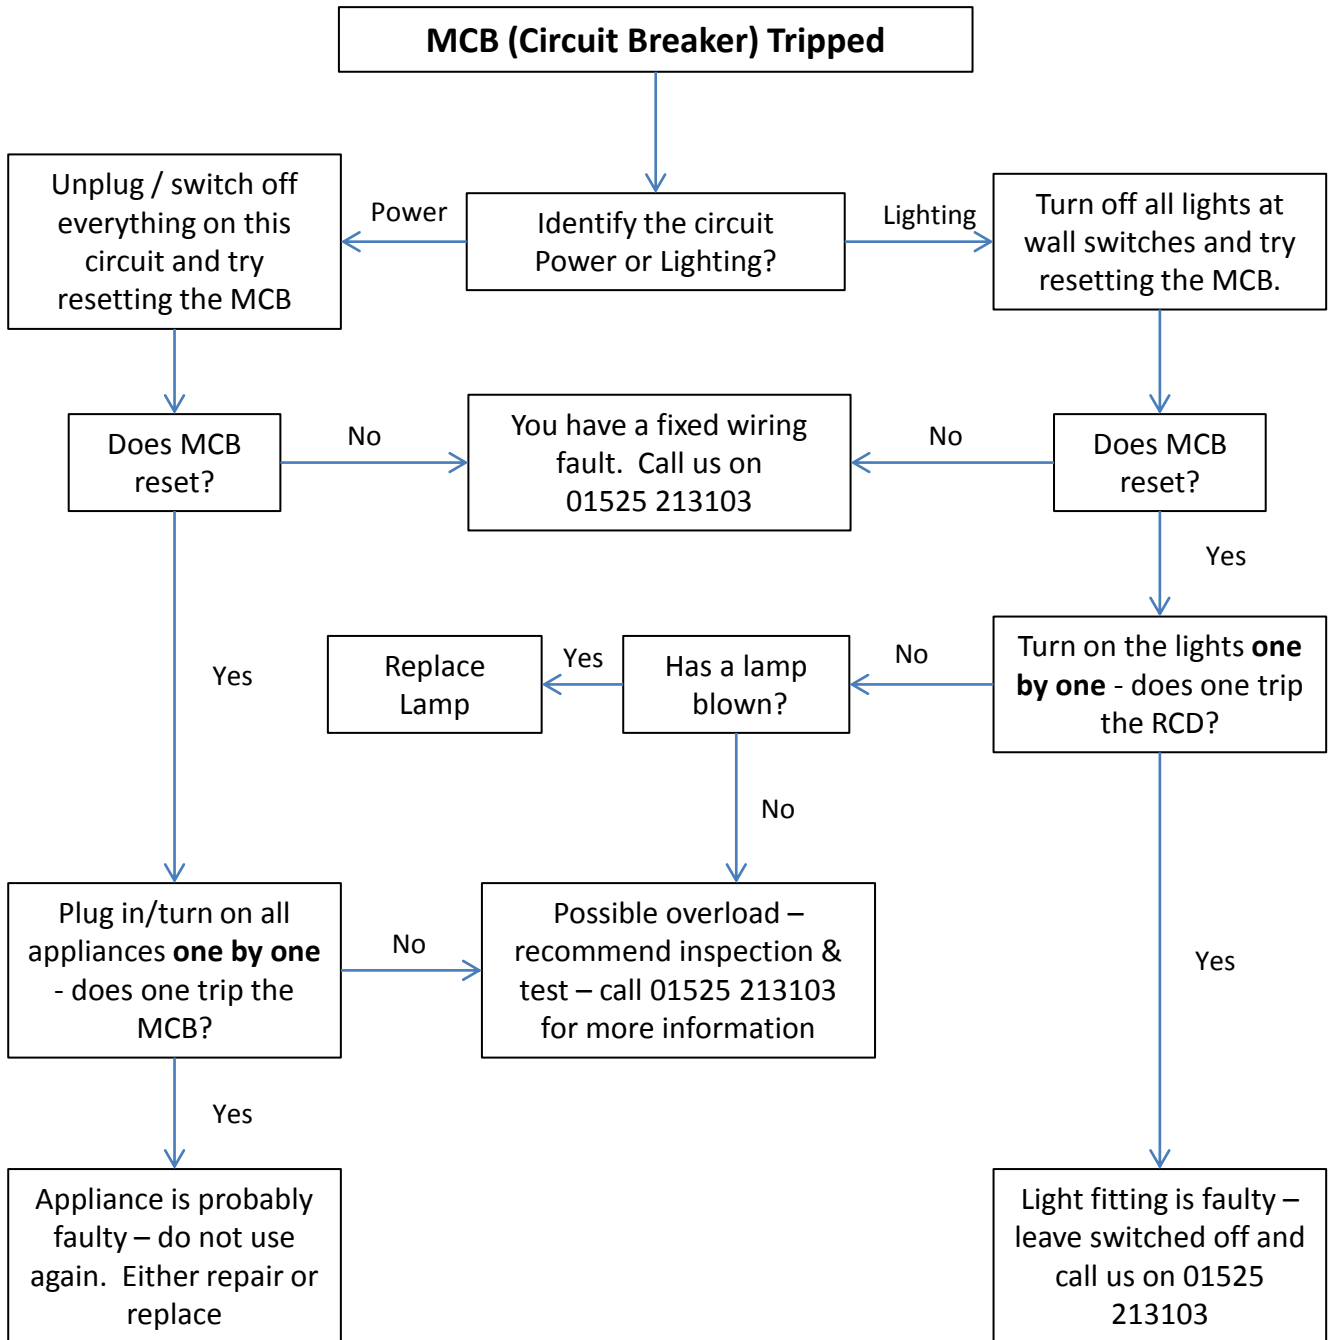 MCB (Circuit Breaker) Tripped
Unplug / switch off
everything on this
circuit and try
resetting the MCB
Power
Identify the circuit
Power or Lighting?
Lighting
Turn off all lights at
wall switches and try
resetting the MCB.
Does MCB
reset?
No
You have a fixed wiring
fault.  Call us on
01525 213103
No
Does MCB
reset?
Yes
Yes
Replace
Lamp
Yes
Has a lamp
blown?
No
Turn on the lights one
by one - does one trip
the RCD?
No
Plug in/turn on all
appliances one by one
- does one trip the
MCB?
No
Possible overload –
recommend inspection &
test – call 01525 213103
for more information
Yes
Yes
Appliance is probably
faulty – do not use
again.  Either repair or
replace
Light fitting is faulty –
leave switched off and
call us on 01525
213103